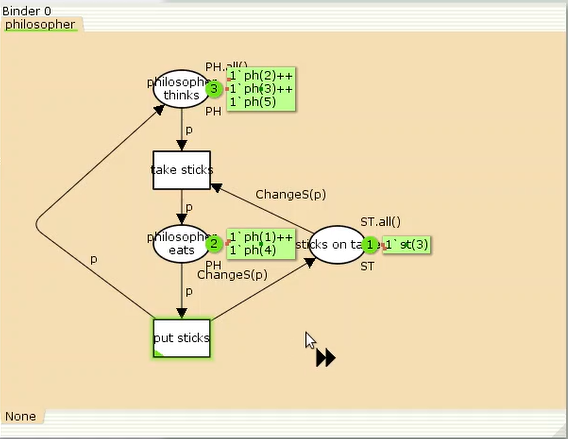 Binder 0
philosopher
PH.all()
philosopher
thinks
3
1`ph(2)++
1`ph(3)++
1`ph(5)
PH
p
take sticks
p
ChangeS(p)
philosopher
eats
2
1`ph(1)++
1`ph(4)
PH
ST.all()
sticks on
1
1`st(3)
ST
ChangeS(p)
p
p
put sticks
None